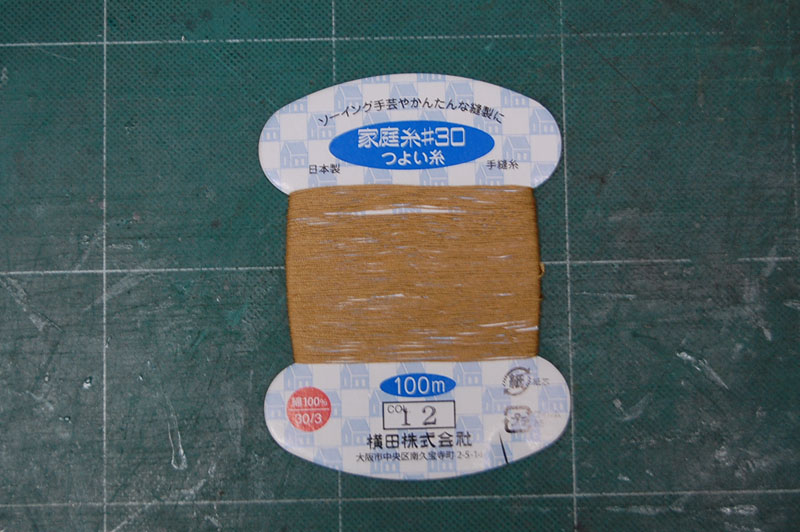 ソーイング手芸やかんたんな縫製に
家庭糸#30
つよい糸
日本製
手縫糸
100m
綿100%
30/3
COL
12
紙
横田株式会社
大阪市中央区南久宝寺町2-5-14